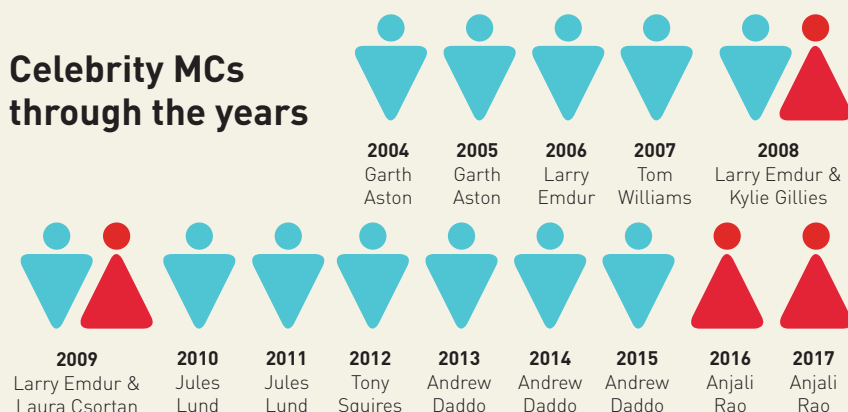 Celebrity MCs
through the years
2004
Garth
Aston
2005
Garth
Aston
2006
Larry
Emdur
2007
Tom
Williams
2008
Larry Emdur &
Kylie Gillies
2009
Larry Emdur &
Laura Csortan
2010
Jules
Lund
2011
Jules
Lund
2012
Tony
Squires
2013
Andrew
Daddo
2014
Andrew
Daddo
2015
Andrew
Daddo
2016
Anjali
Rao
2017
Anjali
Rao